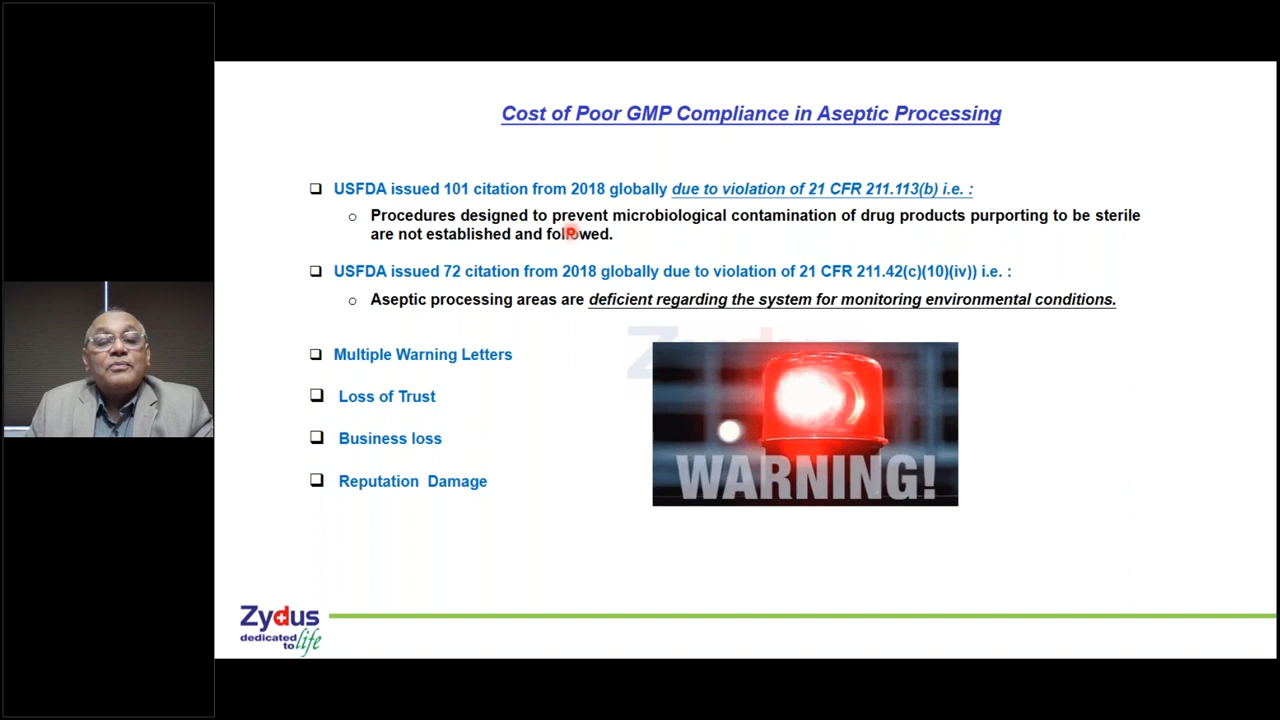 Cost of Poor GMP Compliance in Aseptic Processing
USFDA issued 101 citation from 2018 globally due to violation of 21 CFR 211.113(b) i.e. :
Procedures designed to prevent microbiological contamination of drug products purporting to be sterile
are not established and followed.
USFDA issued 72 citation from 2018 globally due to violation of 21 CFR 211.42(c)(10)(iv)) i.e. :
Aseptic processing areas are deficient regarding the system for monitoring environmental conditions.
Multiple Warning Letters
Loss of Trust
Business loss
Reputation Damage
Zydus
WARNING!
Zydus
dedicated
to life